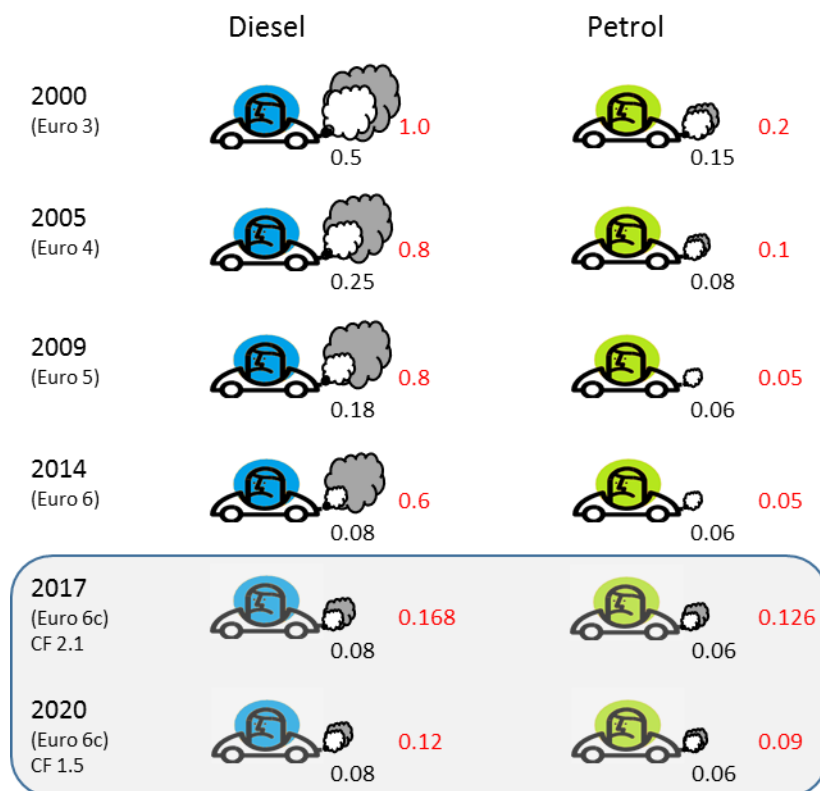 Diesel Petrol
2000
(Euro 3)
1.0 0.2
0.5 0.15
2005
(Euro 4)
0.8 0.1
0.25 0.08
2009
(Euro 5)
0.8 0.05
0.18 0.06
2014
(Euro 6)
0.6 0.05
0.08 0.06
2017
(Euro 6c)
0.168 0.126
CF 2.1
0.08 0.06
2020
(Euro 6c)
0.12 0.09
CF 1.5
0.08 0.06